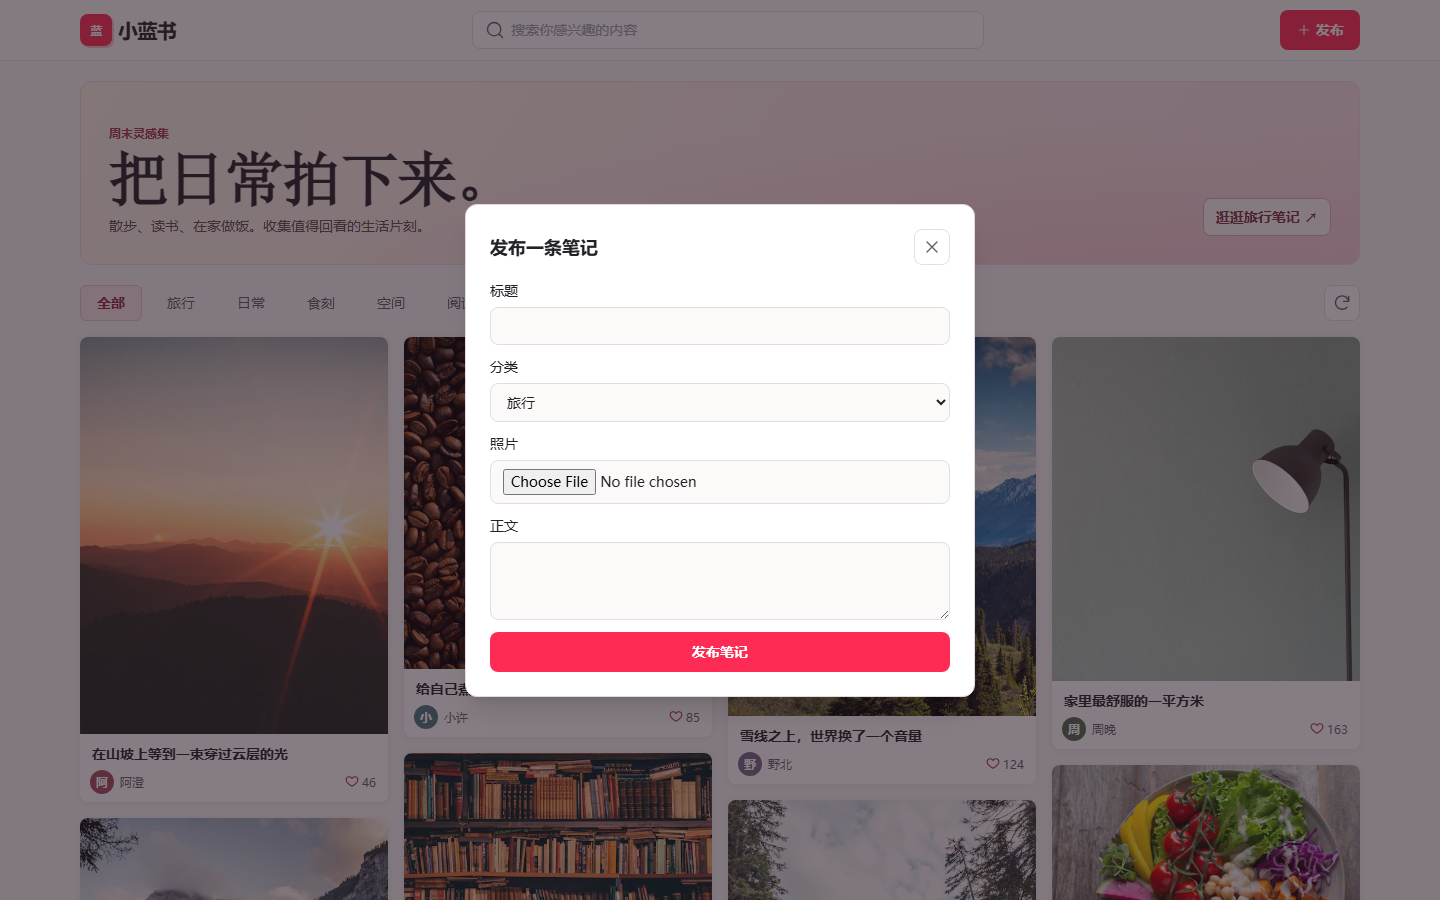 蓝 小蓝书
搜索你感兴趣的内容
+ 发布
周末灵感集
把日常拍下来。
散步、读书、在家做饭。收集值得回看的生活片刻。
逛逛旅行笔记 ↗
全部 旅行 日常 食刻 空间
发布一条笔记
标题
分类
旅行
照片
Choose File No file chosen
正文
发布笔记
在山坡上等到一束穿过云层的光
阿 阿澄
46
给自己
小 小许
85
雪线之上，世界换了一个音量
野 野北
124
家里最舒服的一平方米
周 周晚
163